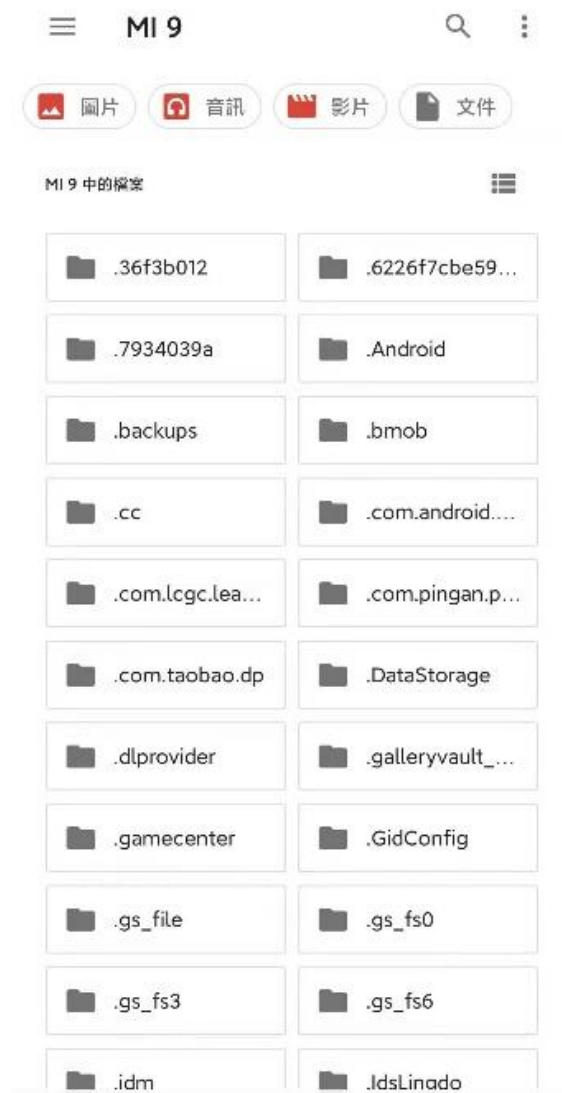 MI 9
圖片 音訊 影片 文件
MI 9 中的檔案
.36f3b012 .6226f7cbe59...
.7934039a .Android
.backups .bmob
.cc .com.android....
.com.lcgc.lea... .com.pingan.p...
.com.taobao.dp .DataStorage
.dlprovider .galleryvault_...
.gamecenter .GidConfig
.gs_file .gs_fs0
.gs_fs3 .gs_fs6
.idm .IdsLingdo